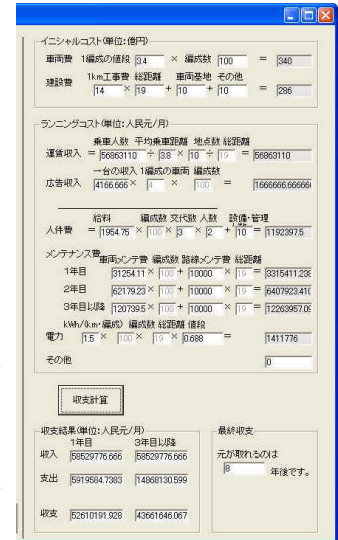 イニシャルコスト(単位:億円)
車両費 1編成の値段 3.4 × 編成数 100 = 340
1km工事費 総距離 車両基地 その他
建設費 14 × 19 + 10 + 10 = 286
ランニングコスト(単位:人民元/月)
乗車人数 平均乗車距離 地点数 総距離
運賃収入 = 56863110 ÷ 3.8 × 10 ÷ 19 = 56863110
一台の収入 1編成の車両 編成数
広告収入 4166.666 × 4 × 100 = 1666666.66666
給料 編成数 交代数 人数 設備・管理
人件費 = 1954.75 × 100 × 3 × 2 + 10 = 1192397.5
メンテナンス費
車両メンテ費 編成数 路線メンテ費 総距離
1年目 31254.11 × 100 + 10000 × 19 = 3315411.23
2年目 62179.23 × 100 + 10000 × 19 = 6407923.41
3年目以降 120739.5 × 100 + 10000 × 19 = 12263957.0
kWh/(km・編成) 編成数 総距離 値段
電力 1.5 × 100 × 19 × 0.688 = 1411776
その他 0
収支計算
収支結果(単位:人民元/月)
1年目 3年目以降
収入 58529776.666 58529776.666
支出 5919584.7383 14868130.599
収支 52610191.928 43661646.067
最終収支
元が取れるのは
8 年後です。